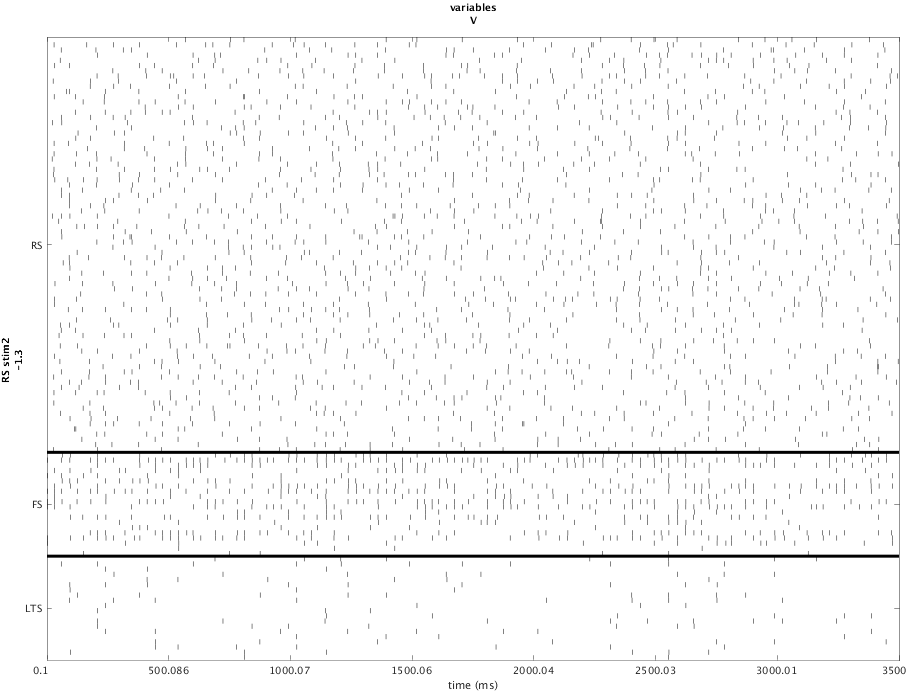 variables
V
RS
RS stim2
-1.3
FS
LTS
0.1 500.086 1000.07 1500.06 2000.04 2500.03 3000.01 3500
time (ms)